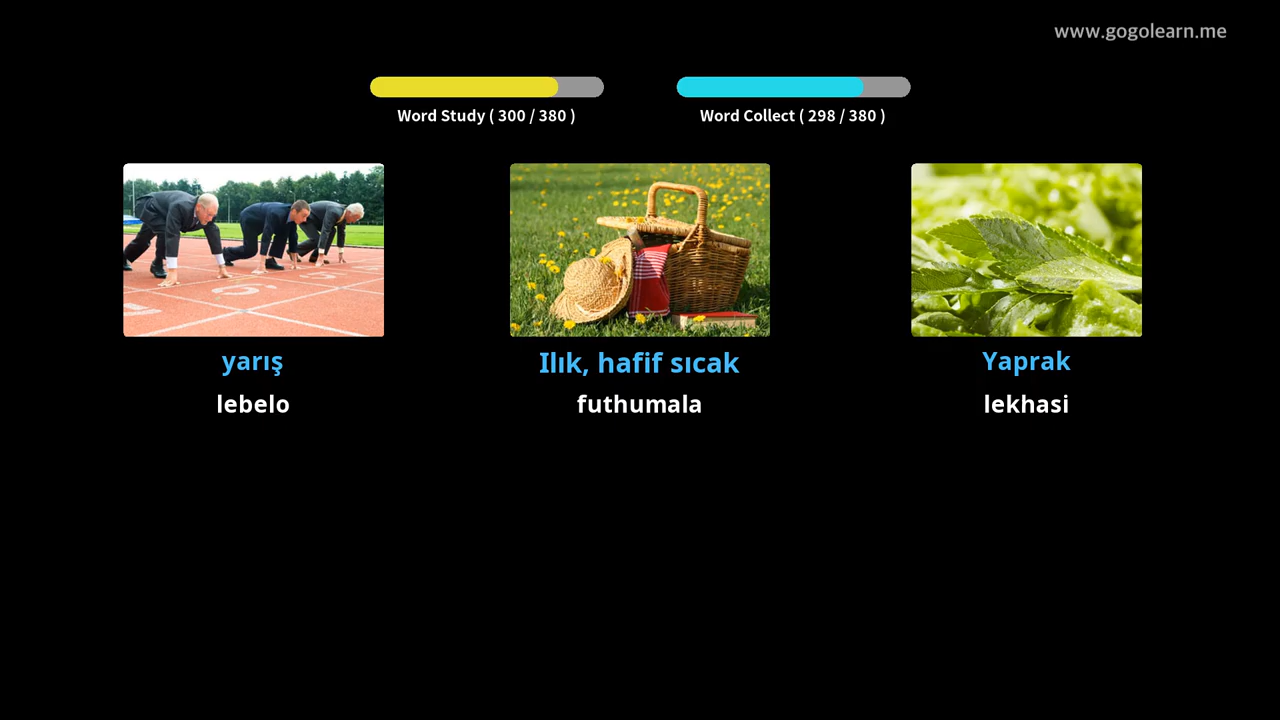 www.gogolearn.me
Word Study ( 300 / 380 )
Word Collect ( 298 / 380 )
yarış
Ilık, hafif sıcak
Yaprak
lebelo
futhumala
lekhasi